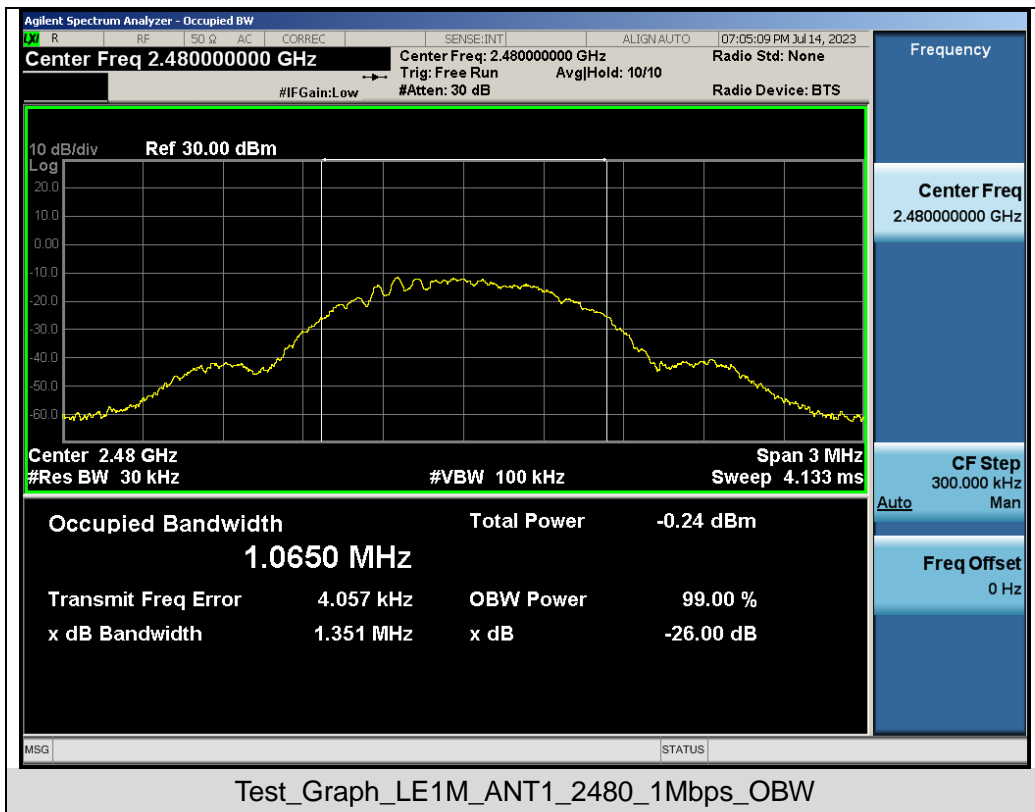 Agilent Spectrum Analyzer - Occupied BW
LXI R RF 50 Ω AC CORREC SENSE:INT ALIGN AUTO 07:05:09 PM Jul 14, 2023
Center Freq 2.480000000 GHz
Center Freq: 2.480000000 GHz
Radio Std: None
Trig: Free Run Avg|Hold: 10/10
#IFGain:Low
#Atten: 30 dB
Radio Device: BTS
10 dB/div Ref 30.00 dBm
Log
20.0
10.0
0.00
-10.0
-20.0
-30.0
-40.0
-50.0
-60.0
Center 2.48 GHz Span 3 MHz
#Res BW 30 kHz #VBW 100 kHz Sweep 4.133 ms
Occupied Bandwidth Total Power -0.24 dBm
1.0650 MHz
Transmit Freq Error 4.057 kHz OBW Power 99.00 %
x dB Bandwidth 1.351 MHz x dB -26.00 dB
MSG STATUS
Frequency
Center Freq
2.480000000 GHz
CF Step
300.000 kHz
Auto Man
Freq Offset
0 Hz
Test_Graph_LE1M_ANT1_2480_1Mbps_OBW